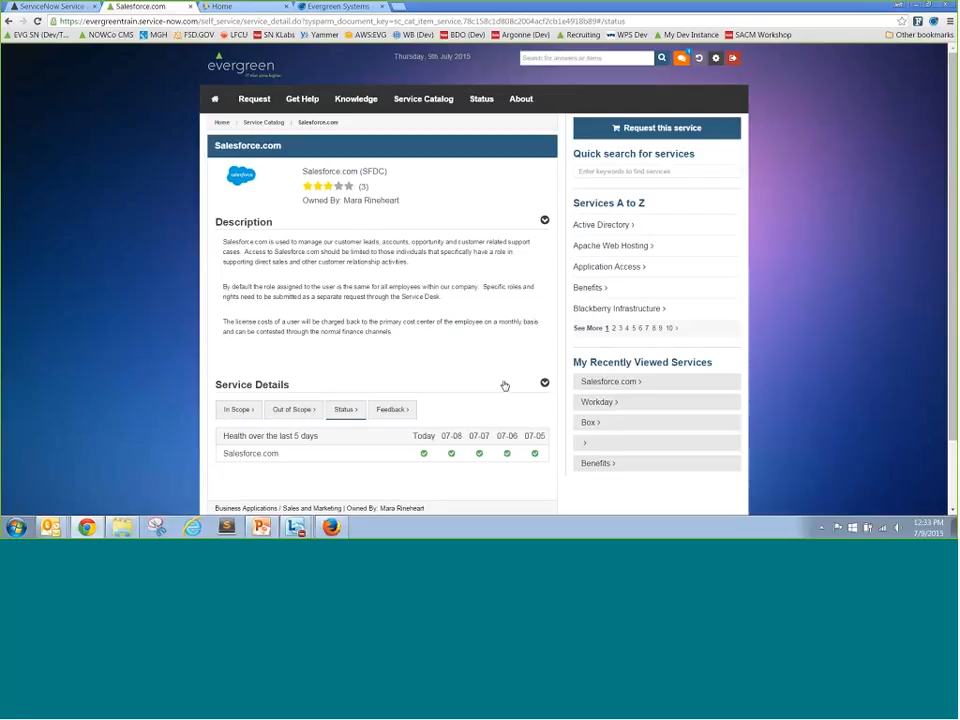 ServiceNow Service
Salesforce.com
Home
Evergreen Systems
https://evergreentrain.service-now.com/self_service/service_detail.do?sysparm_document_key=sc_cat_item_service,78c158c1d808c2004acf2cb1e4918b89#/status
EVG SN (Dev/T...
NOWCo CMS
MGH
FSD.GOV
LFCU
SN KLabs
Yammer
AWS:EVG
WB (Dev)
BDO (Dev)
Argonne (Dev)
Recruiting
WPS Dev
My Dev Instance
SACM Workshop
Other bookmarks
evergreen
Thursday, 9th July 2015
Search for answers or items
Request
Get Help
Knowledge
Service Catalog
Status
About
Home
Service Catalog
Salesforce.com
Salesforce.com
salesforce
Salesforce.com (SFDC)
(3)
Owned By: Mara Rineheart
Description
Salesforce.com is used to manage our customer leads, accounts, opportunity and customer related support
cases. Access to Salesforce.com should be limited to those individuals that specifically have a role in
supporting direct sales and other customer relationship activities.
By default the role assigned to the user is the same for all employees within our company. Specific roles and
rights need to be submitted as a separate request through the Service Desk.
The license costs of a user will be charged back to the primary cost center of the employee on a monthly basis
and can be contested through the normal finance channels.
Service Details
In Scope ›
Out of Scope ›
Status ›
Feedback ›
Health over the last 5 days Today 07-08 07-07 07-06 07-05
Salesforce.com
Business Applications / Sales and Marketing | Owned By: Mara Rineheart
Request this service
Quick search for services
Enter keywords to find services
Services A to Z
Active Directory ›
Apache Web Hosting ›
Application Access ›
Benefits ›
Blackberry Infrastructure ›
See More 1 2 3 4 5 6 7 8 9 10 ›
My Recently Viewed Services
Salesforce.com ›
Workday ›
Box ›
›
Benefits ›
12:33 PM
7/9/2015